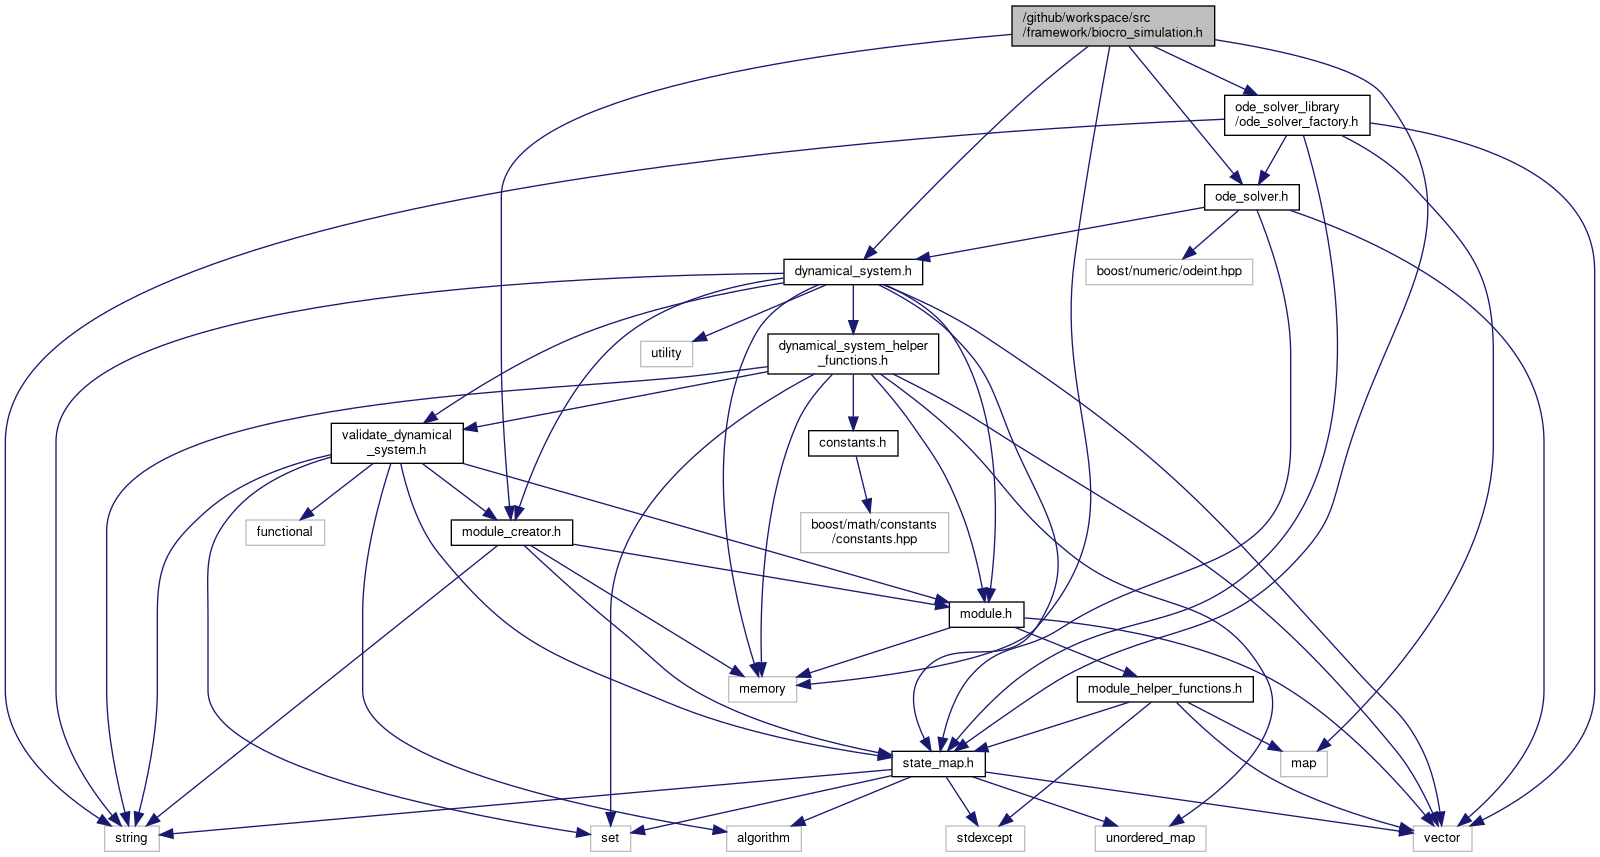 /github/workspace/src
/framework/biocro_simulation.h
ode_solver_library
/ode_solver_factory.h
ode_solver.h
dynamical_system.h
boost/numeric/odeint.hpp
utility
dynamical_system_helper
_functions.h
validate_dynamical
_system.h
constants.h
functional
module_creator.h
boost/math/constants
/constants.hpp
module.h
memory
module_helper_functions.h
state_map.h
map
string
set
algorithm
stdexcept
unordered_map
vector